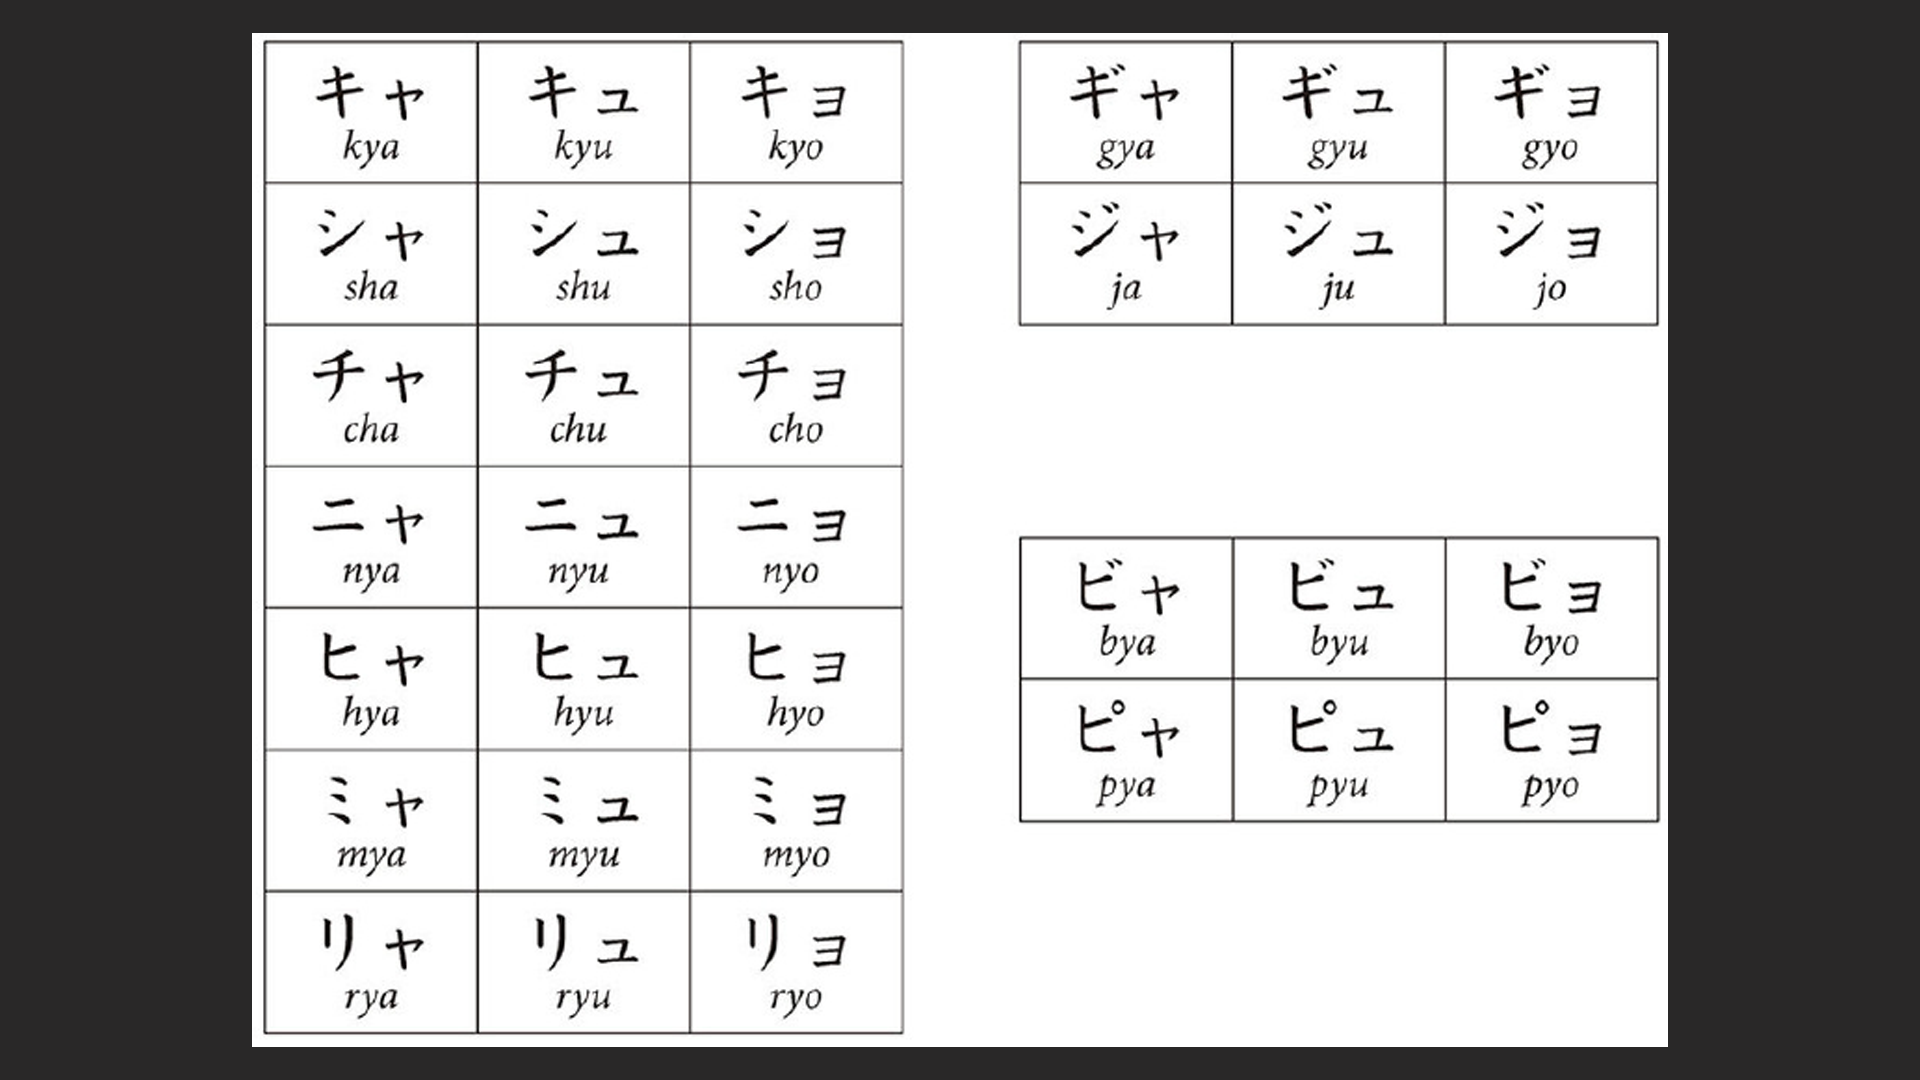 キャ キュ キョ
kya kyu kyo
シャ シュ ショ
sha shu sho
チャ チュ チョ
cha chu cho
ニャ ニュ ニョ
nya nyu nyo
ヒャ ヒュ ヒョ
hya hyu hyo
ミャ ミュ ミョ
mya myu myo
リャ リュ リョ
rya ryu ryo
ギャ ギュ ギョ
gya gyu gyo
ジャ ジュ ジョ
ja ju jo
ビャ ビュ ビョ
bya byu byo
ピャ ピュ ピョ
pya pyu pyo